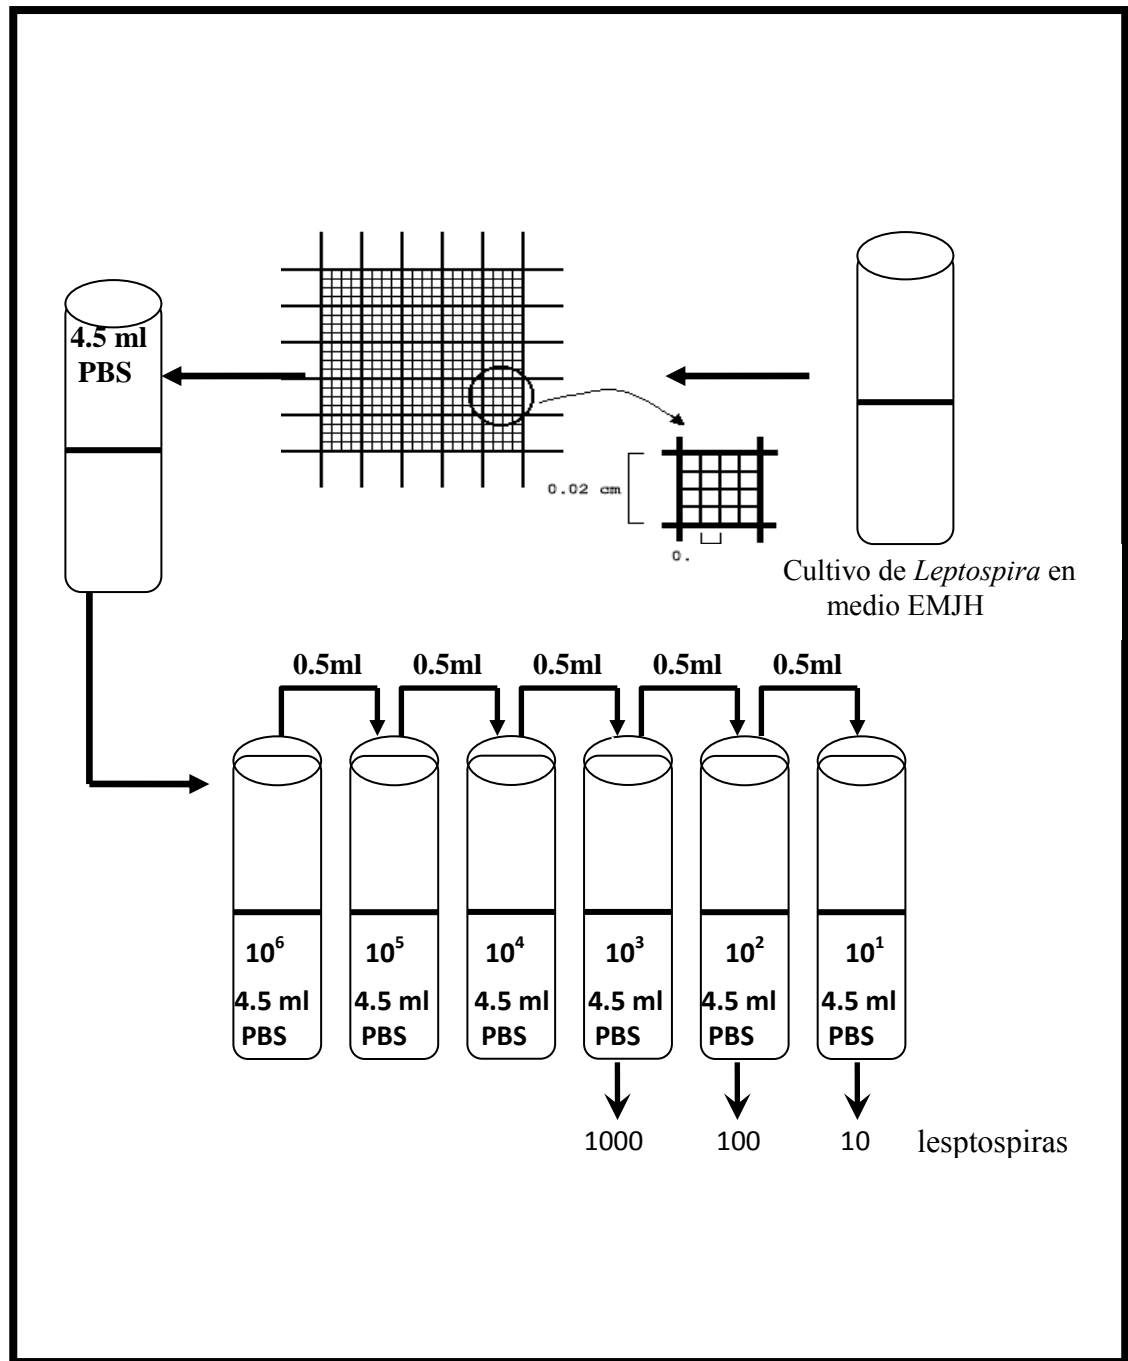 4.5 ml
PBS
0.02 cm
0.
Cultivo de Leptospira en
medio EMJH
0.5ml 0.5ml 0.5ml 0.5ml 0.5ml
10⁶ 10⁵ 10⁴ 10³ 10² 10¹
4.5 ml 4.5 ml 4.5 ml 4.5 ml 4.5 ml 4.5 ml
PBS PBS PBS PBS PBS PBS
1000 100 10 lesptospiras